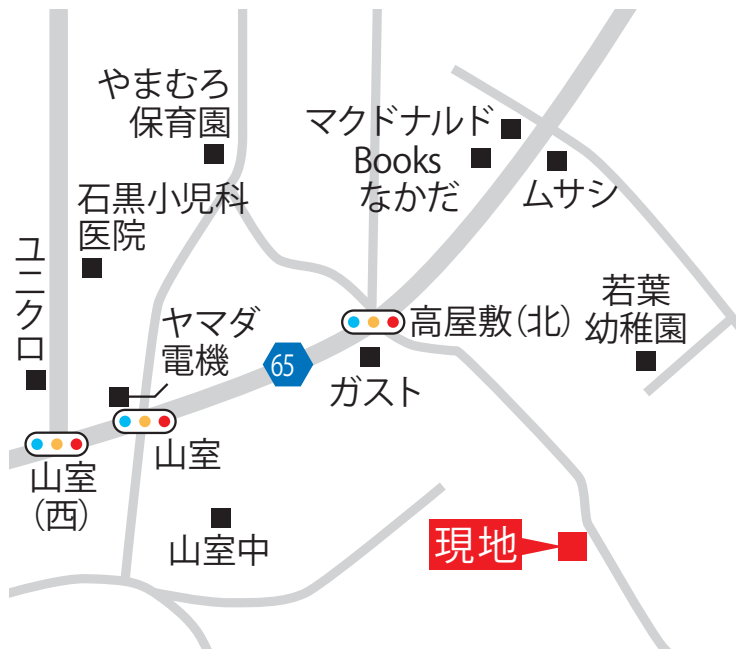 やまむろ
保育園
マクドナルド
Books
なかだ
ムサシ
石黒小児科
医院
ユニクロ
ヤマダ
電機
65
高屋敷(北)
若葉
幼稚園
ガスト
山室
山室
(西)
山室中
現地